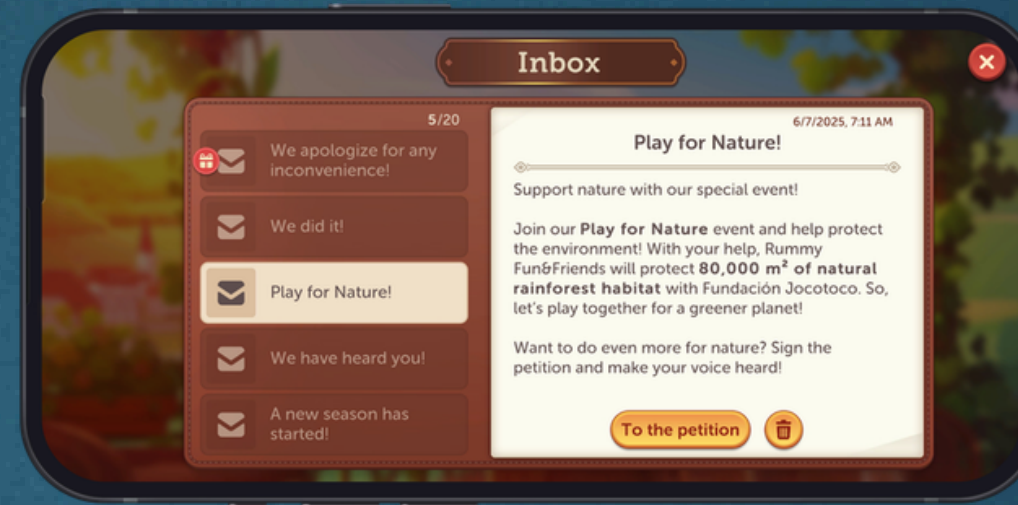 Inbox
5/20
We apologize for any
inconvenience!
We did it!
Play for Nature!
We have heard you!
A new season has
started!
6/7/2025, 7:11 AM
Play for Nature!
Support nature with our special event!
Join our Play for Nature event and help protect
the environment! With your help, Rummy
Fun&Friends will protect 80,000 m² of natural
rainforest habitat with Fundación Jocotoco. So,
let's play together for a greener planet!
Want to do even more for nature? Sign the
petition and make your voice heard!
To the petition